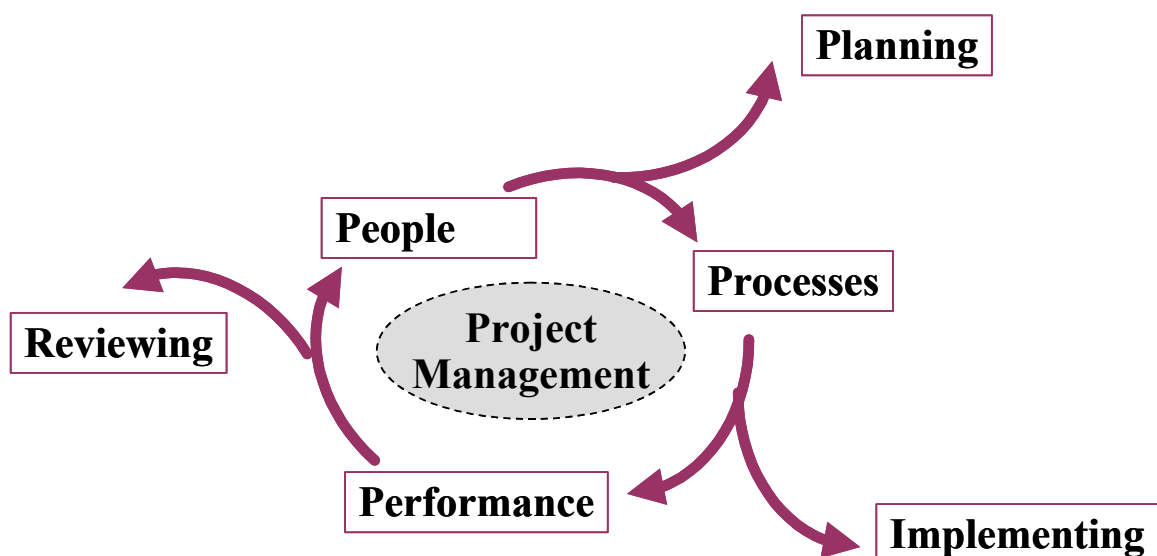 Planning
People
Processes
Project
Management
Reviewing
Performance
Implementing